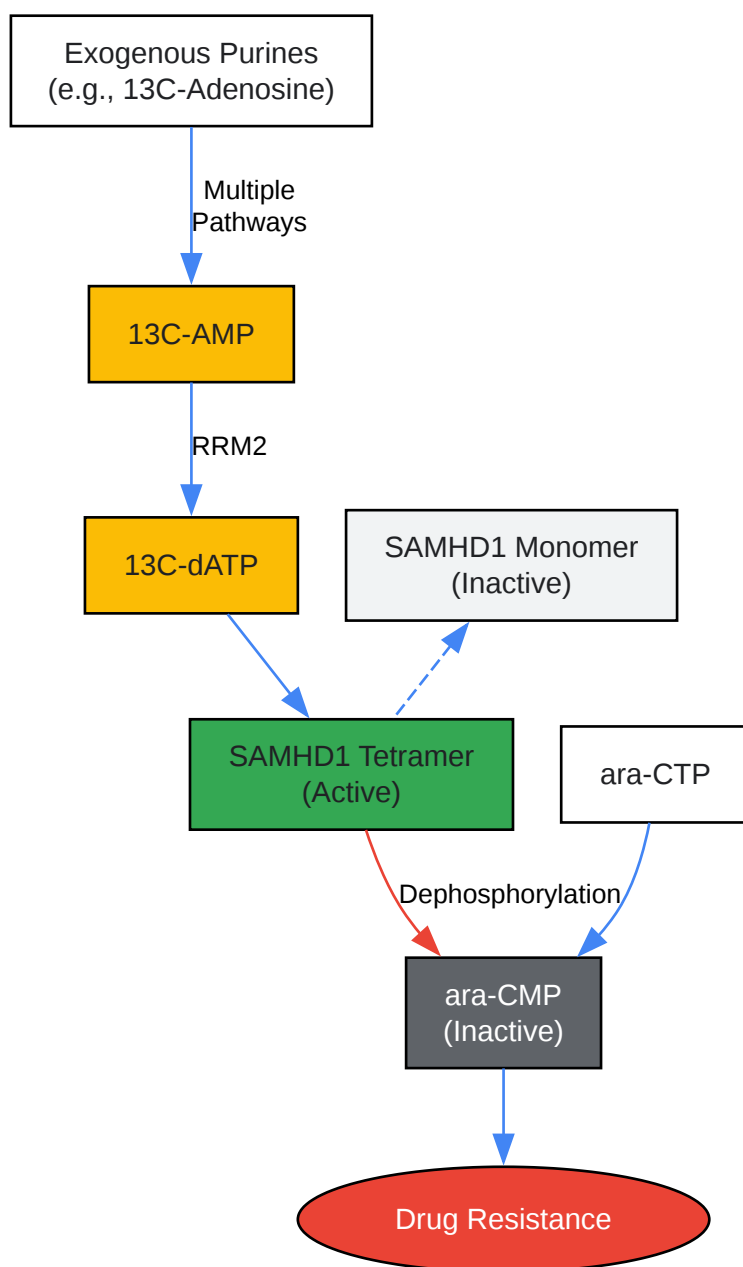 Exogenous Purines
(e.g., 13C-Adenosine)
Multiple
Pathways
13C-AMP
RRM2
13C-dATP
SAMHD1 Monomer
(Inactive)
SAMHD1 Tetramer
(Active)
ara-CTP
Dephosphorylation
ara-CMP
(Inactive)
Drug Resistance